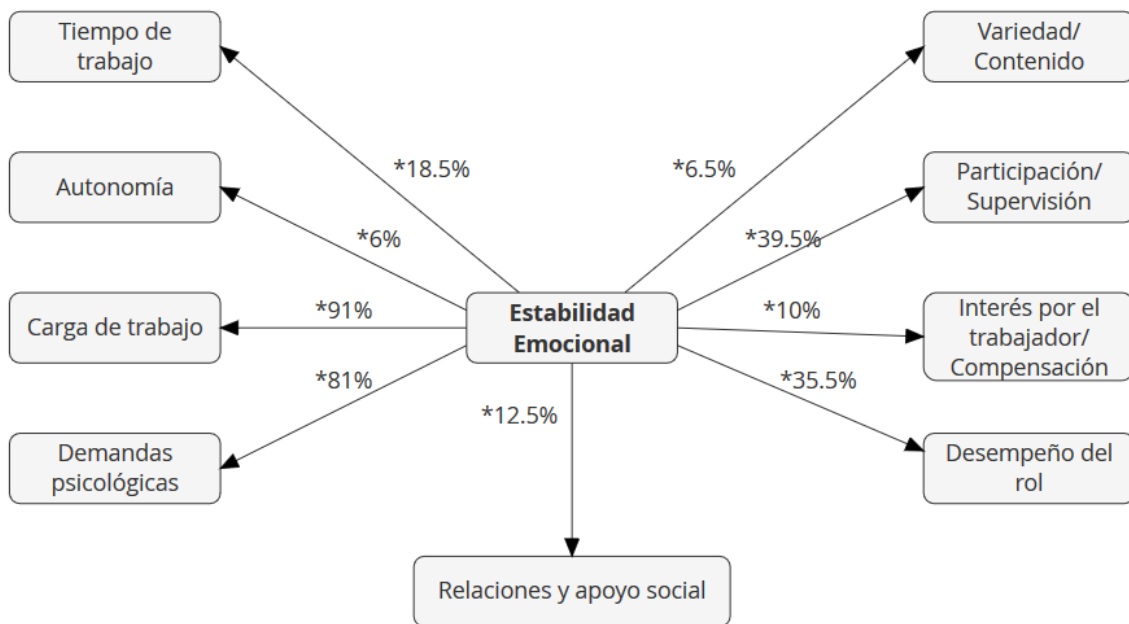 Tiempo de
trabajo
Variedad/
Contenido
*18.5%
*6.5%
Autonomía
Participación/
Supervisión
*6%
*39.5%
Carga de trabajo
*91%
Estabilidad
Emocional
*10%
Interés por el
trabajador/
Compensación
*81%
*35.5%
*12.5%
Demandas
psicológicas
Desempeño del
rol
Relaciones y apoyo social